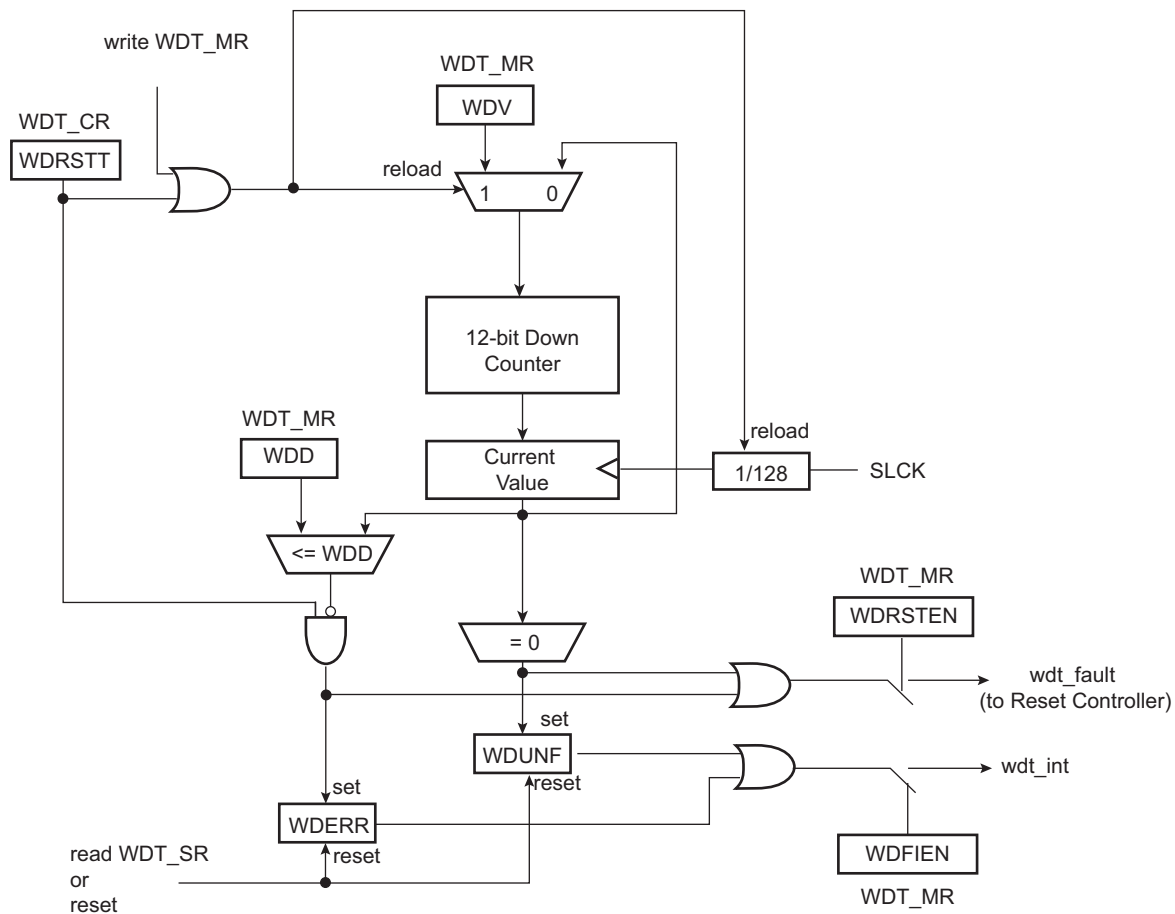 write WDT_MR
WDT_MR
WDV
WDT_CR
WDRSTT
reload
1 0
12-bit Down
Counter
WDT_MR
WDD
reload
Current
Value
1/128
SLCK
<= WDD
WDT_MR
WDRSTEN
= 0
wdt_fault
(to Reset Controller)
set
WDUNF
reset
wdt_int
set
WDERR
reset
WDFIEN
WDT_MR
read WDT_SR
or
reset